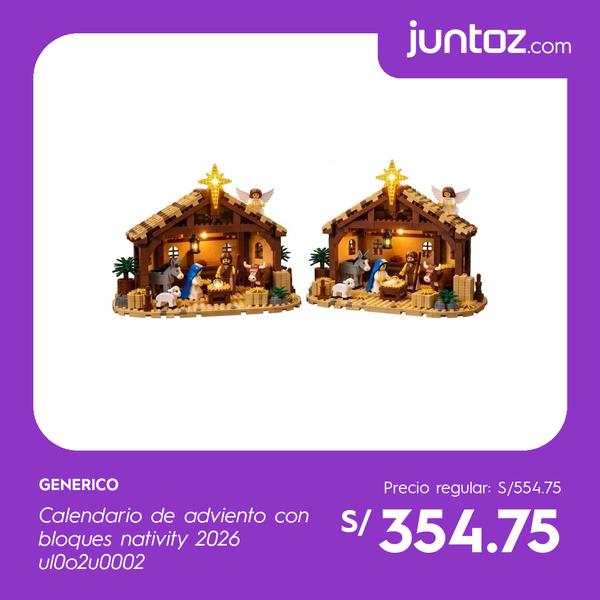 juntoz.com
GENERICO
Calendario de adviento con
bloques nativity 2026
ul0o2u0002
Precio regular: S/554.75
S/ 354.75